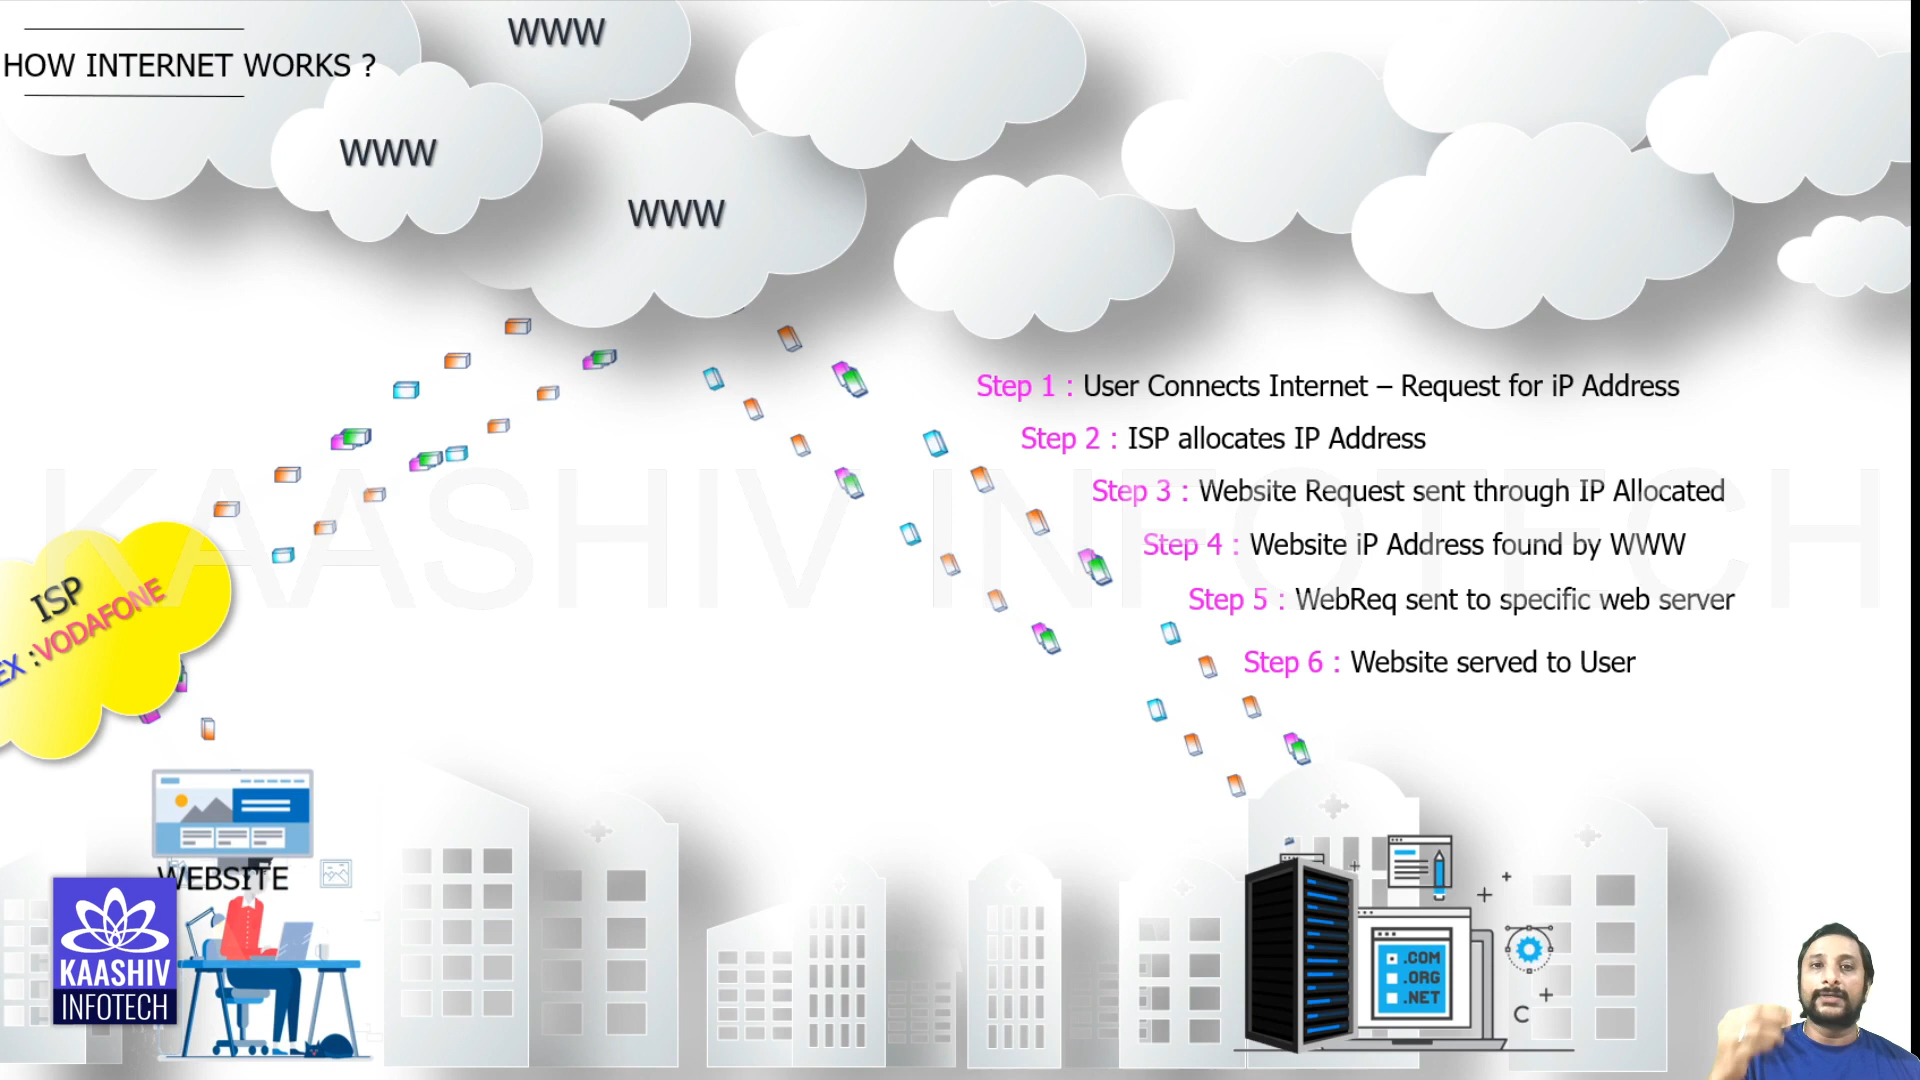 HOW INTERNET WORKS ?
WWW
WWW
WWW
Step 1 : User Connects Internet – Request for iP Address
Step 2 : ISP allocates IP Address
Step 3 : Website Request sent through IP Allocated
Step 4 : Website iP Address found by WWW
Step 5 : WebReq sent to specific web server
Step 6 : Website served to User
KAASHIV INFOTECH
ISP
EX :VODAFONE
WEBSITE
KAASHIV
INFOTECH
.COM
.ORG
.NET